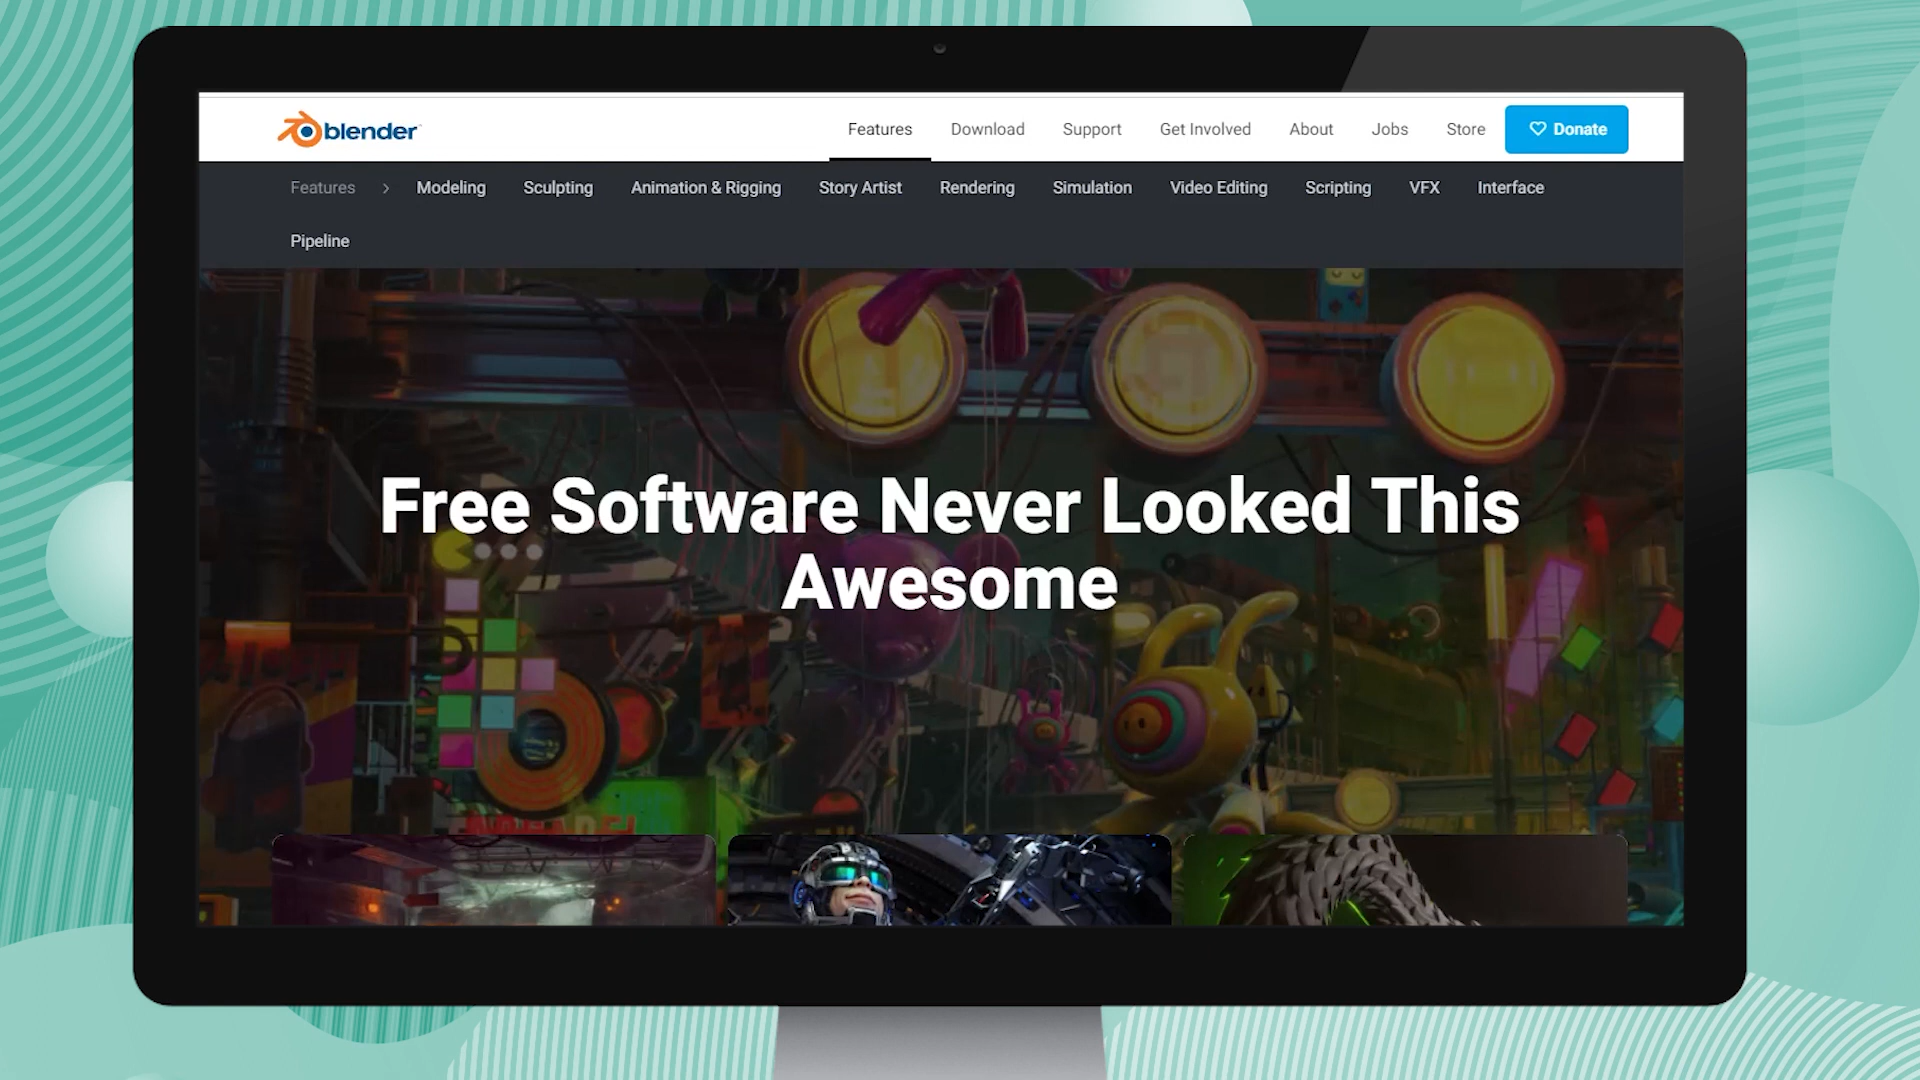 blender
Features Download Support Get Involved About Jobs Store Donate
Features > Modeling Sculpting Animation & Rigging Story Artist Rendering Simulation Video Editing Scripting VFX Interface
Pipeline
Free Software Never Looked This
Awesome